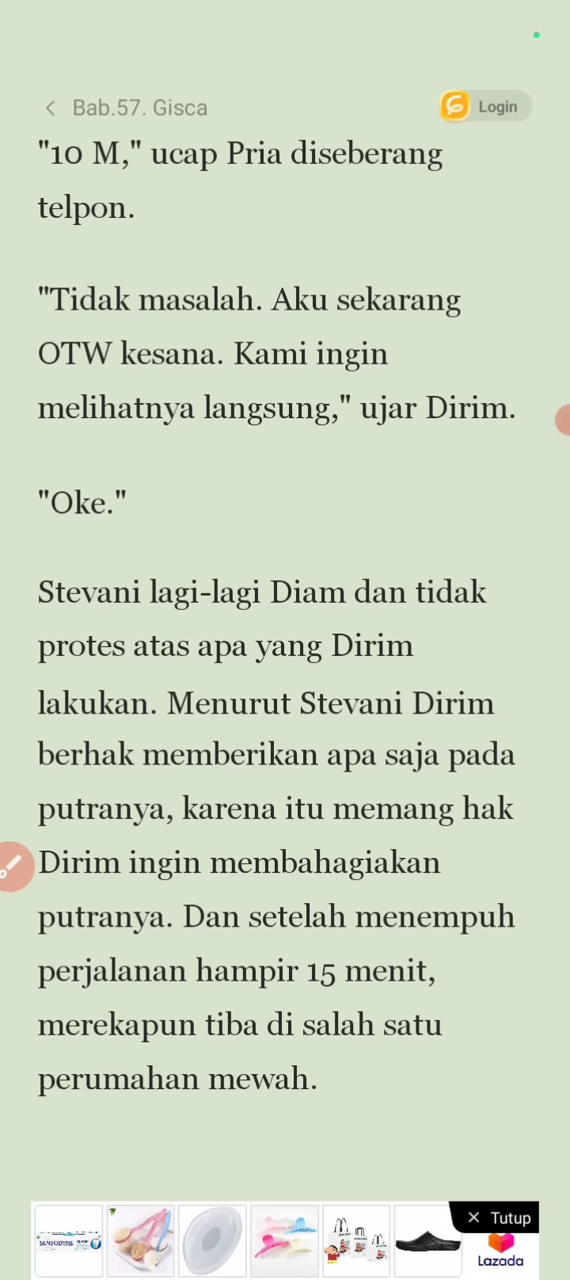 Bab.57. Gisca
Login
"10 M," ucap Pria diseberang
telpon.
"Tidak masalah. Aku sekarang
OTW kesana. Kami ingin
melihatnya langsung," ujar Dirim.
"Oke."
Stevani lagi-lagi Diam dan tidak
protes atas apa yang Dirim
lakukan. Menurut Stevani Dirim
berhak memberikan apa saja pada
putranya, karena itu memang hak
Dirim ingin membahagiakan
putranya. Dan setelah menempuh
perjalanan hampir 15 menit,
merekapun tiba di salah satu
perumahan mewah.
× Tutup
SENSODYNE
Lazada